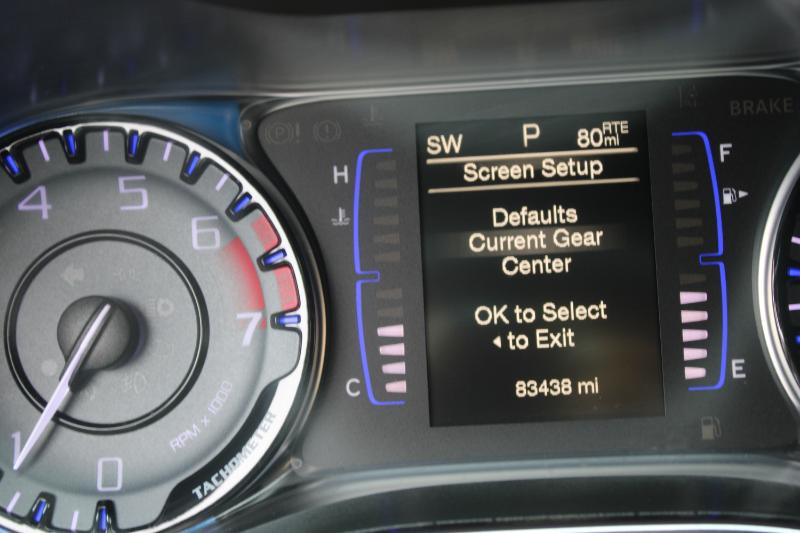 4
5
6
7
1
0
RPM x 1000
TACHOMETER
H
C
SW P 80 RTE mi
Screen Setup
Defaults
Current Gear
Center
OK to Select
◂ to Exit
83438 mi
F
E
BRAKE